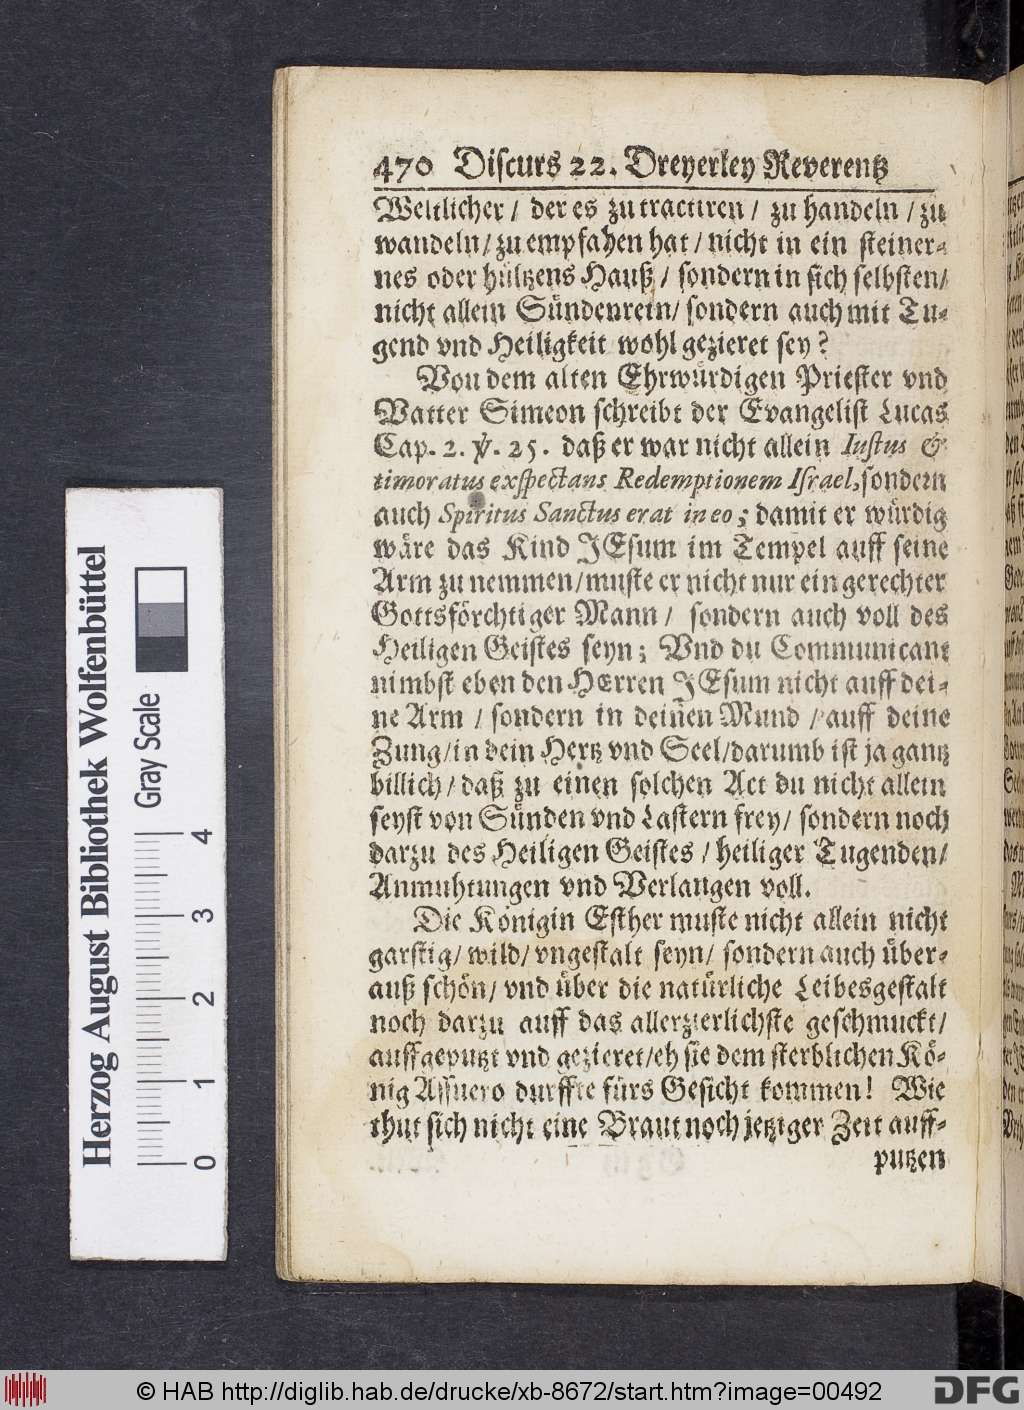 470 Discurs 22. Dreyerley Reverentz
Weltlicher / der es zu tractiren / zu handeln / zu
wandeln / zu empfahen hat / nicht in ein steiner-
nes oder hültzens Hauß / sondern in sich selbsten /
nicht allein Sündenrein / sondern auch mit Tu-
gend vnd Heiligkeit wohl gezieret sey?
Von dem alten Ehrwürdigen Priester vnd
Vatter Simeon schreibt der Evangelist Lucas
Cap. 2. ℣. 25. daß er war nicht allein Iustus &
timoratus exspectans Redemptionem Israel, sondern
auch Spiritus Sanctus erat in eo; damit er würdig
wäre das Kind JEsum im Tempel auff seine
Arm zu nemmen / muste er nicht nur ein gerechter
Gottsförchtiger Mann / sondern auch voll des
Heiligen Geistes seyn; Vnd du Communicant
nimbst eben den HErren JEsum nicht auff dei-
ne Arm / sondern in deinen Mund / auff deine
Zung / in dein Hertz vnd Seel / darumb ist ja gantz
billich / daß zu einen solchen Act du nicht allein
seyst von Sünden vnd Lastern frey / sondern noch
darzu des Heiligen Geistes / heiliger Tugenden /
Anmuhtungen vnd Verlangen voll.
Die Königin Esther muste nicht allein nicht
garstig / wild / vngestalt seyn / sondern auch über-
auß schön / vnd über die natürliche Leibesgestalt
noch darzu auff das allerzierlichste geschmuckt /
auffgeputzt vnd gezieret / eh sie dem sterblichen Kö-
nig Assuero durffte fürs Gesicht kommen! Wie
thut sich nicht eine Braut noch jetziger Zeit auff-
putzen
Herzog August Bibliothek Wolfenbüttel
Gray Scale
0 1 2 3 4
© HAB http://diglib.hab.de/drucke/xb-8672/start.htm?image=00492
DFG